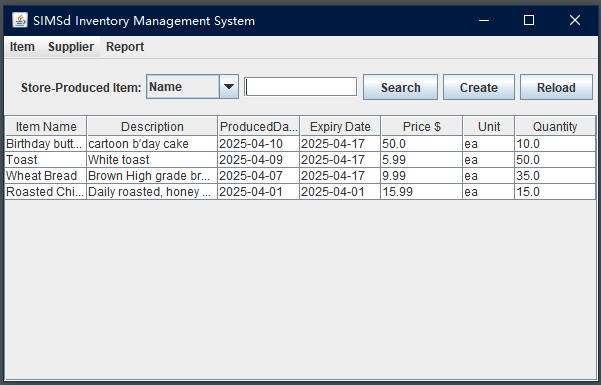 SIMSd Inventory Management System
Item Supplier Report
Store-Produced Item: Name Search Create Reload
Item Name Description ProducedDa... Expiry Date Price $ Unit Quantity
Birthday butt... cartoon b'day cake 2025-04-10 2025-04-17 50.0 ea 10.0
Toast White toast 2025-04-09 2025-04-17 5.99 ea 50.0
Wheat Bread Brown High grade br... 2025-04-07 2025-04-17 9.99 ea 35.0
Roasted Chi... Daily roasted, honey ... 2025-04-01 2025-04-01 15.99 ea 15.0